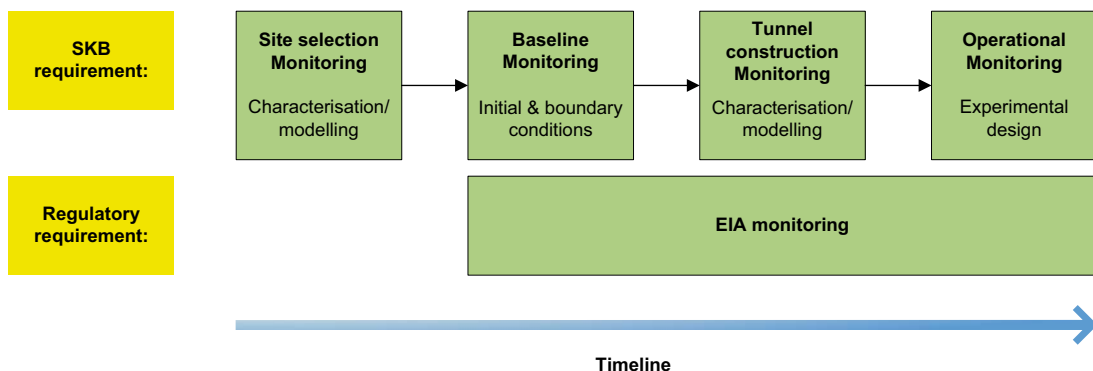 SKB
requirement:
Site selection
Monitoring
Characterisation/
modelling
Baseline
Monitoring
Initial & boundary
conditions
Tunnel
construction
Monitoring
Characterisation/
modelling
Operational
Monitoring
Experimental
design
Regulatory
requirement:
EIA monitoring
Timeline